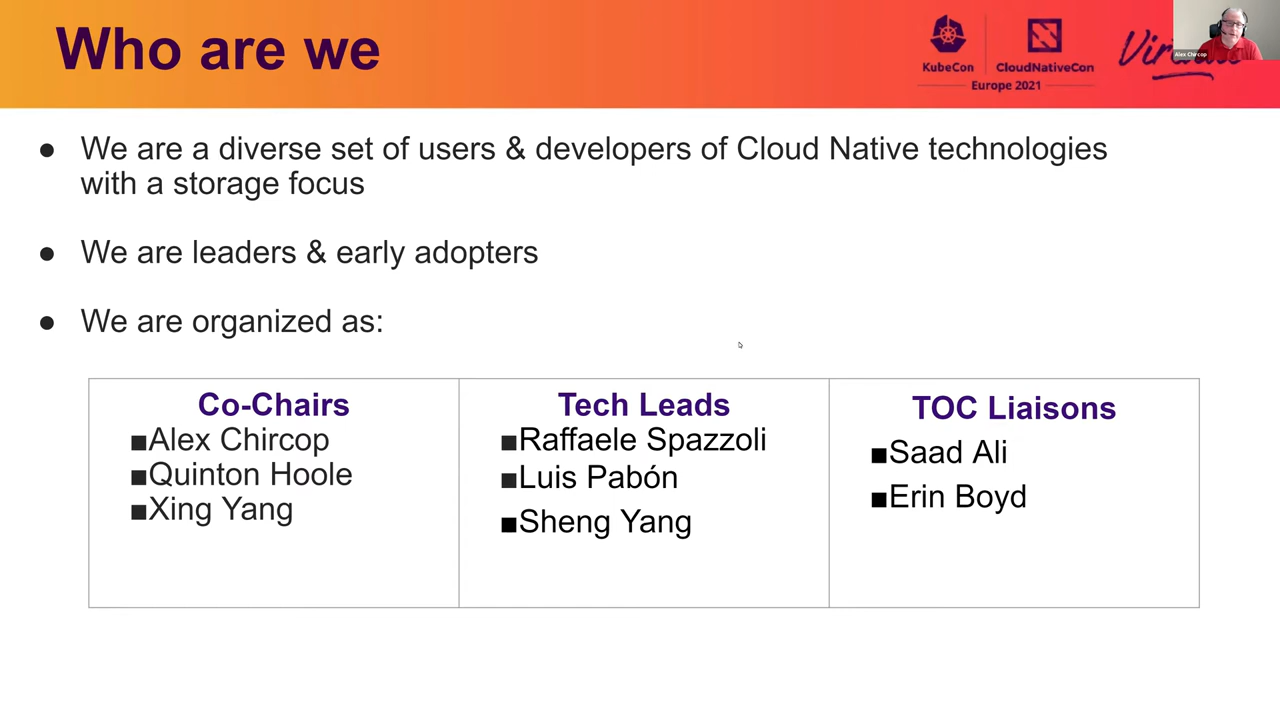 Who are we
KubeCon
CloudNativeCon
Europe 2021
Alex Chircop
● We are a diverse set of users & developers of Cloud Native technologies
with a storage focus
● We are leaders & early adopters
● We are organized as:
Co-Chairs
■Alex Chircop
■Quinton Hoole
■Xing Yang
Tech Leads
■Raffaele Spazzoli
■Luis Pabón
■Sheng Yang
TOC Liaisons
■Saad Ali
■Erin Boyd